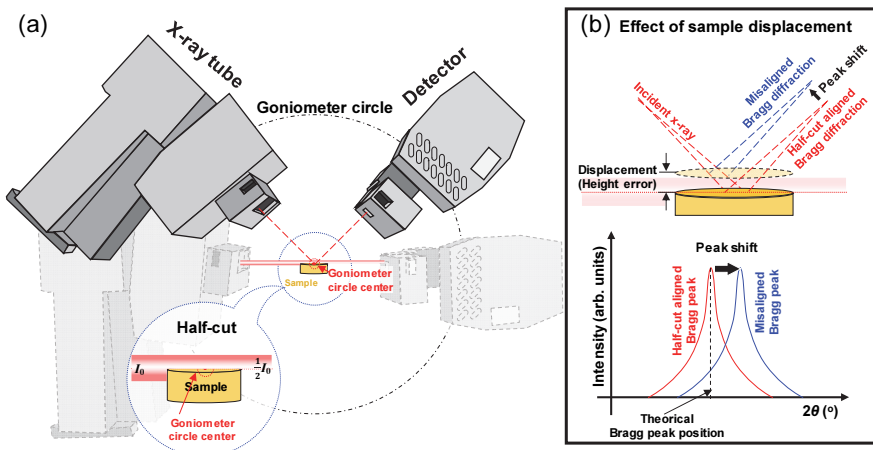 (a)
X-ray tube
Goniometer circle
Detector
Goniometer
circle center
Sample
Half-cut
I₀
½I₀
Sample
Goniometer
circle center
(b) Effect of sample displacement
Incident x-ray
Misaligned
Bragg diffraction
Peak shift
Half-cut aligned
Bragg diffraction
Displacement
(Height error)
Peak shift
Intensity (arb. units)
Half-cut aligned
Bragg peak
Misaligned
Bragg peak
2θ (°)
Theorical
Bragg peak position